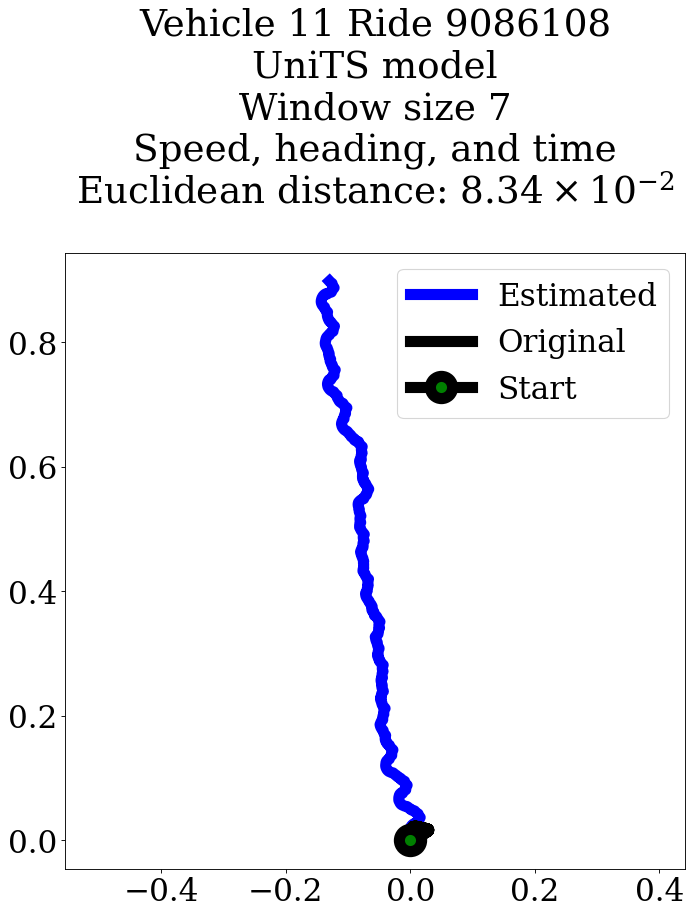 Vehicle 11 Ride 9086108
UniTS model
Window size 7
Speed, heading, and time
Euclidean distance: 8.34 × 10⁻²
Estimated
Original
Start
0.8
0.6
0.4
0.2
0.0
−0.4 −0.2 0.0 0.2 0.4